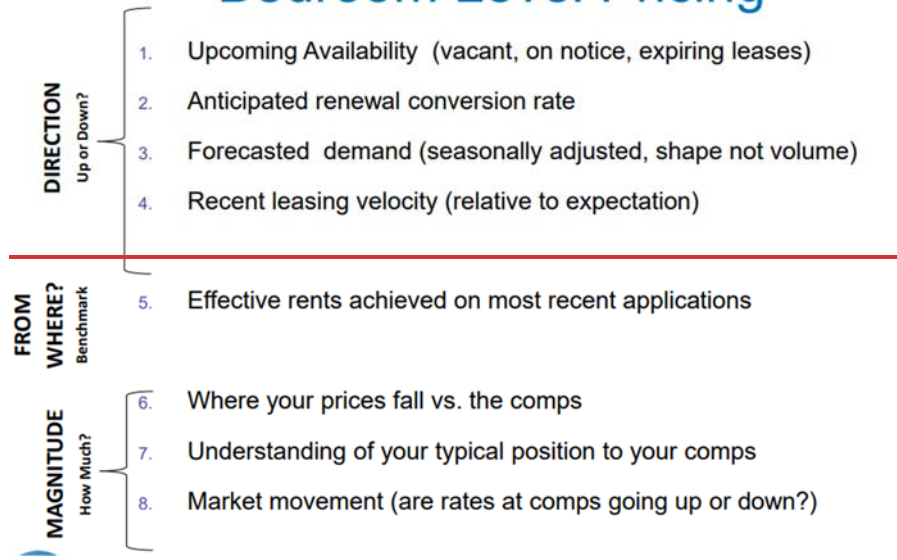 Bedroom Level Pricing
DIRECTION
Up or Down?
1. Upcoming Availability (vacant, on notice, expiring leases)
2. Anticipated renewal conversion rate
3. Forecasted demand (seasonally adjusted, shape not volume)
4. Recent leasing velocity (relative to expectation)
FROM
WHERE?
Benchmark
5. Effective rents achieved on most recent applications
MAGNITUDE
How Much?
6. Where your prices fall vs. the comps
7. Understanding of your typical position to your comps
8. Market movement (are rates at comps going up or down?)